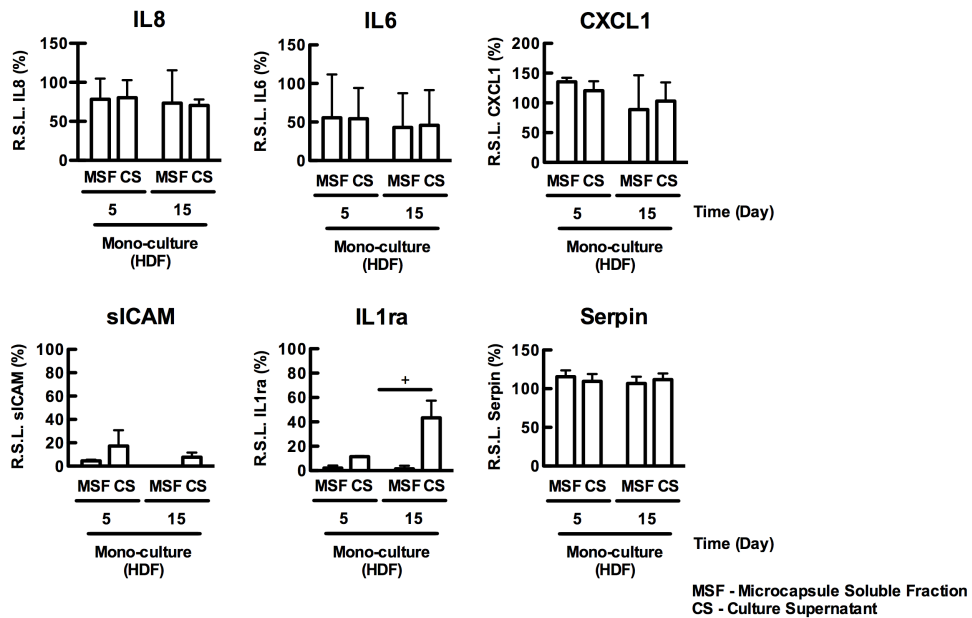 IL8
IL6
CXCL1
R.S.L. IL8 (%)
150
100
50
0
R.S.L. IL6 (%)
150
100
50
0
R.S.L. CXCL1 (%)
200
150
100
50
0
MSF CS MSF CS
MSF CS MSF CS
MSF CS MSF CS
5 15
5 15
5 15
Time (Day)
Mono-culture
(HDF)
Mono-culture
(HDF)
Mono-culture
(HDF)
sICAM
IL1ra
Serpin
R.S.L. sICAM (%)
100
80
60
40
20
0
R.S.L. IL1ra (%)
100
80
60
40
20
0
+
R.S.L. Serpin (%)
150
100
50
0
MSF CS MSF CS
MSF CS MSF CS
MSF CS MSF CS
5 15
5 15
5 15
Time (Day)
Mono-culture
(HDF)
Mono-culture
(HDF)
Mono-culture
(HDF)
MSF - Microcapsule Soluble Fraction
CS - Culture Supernatant